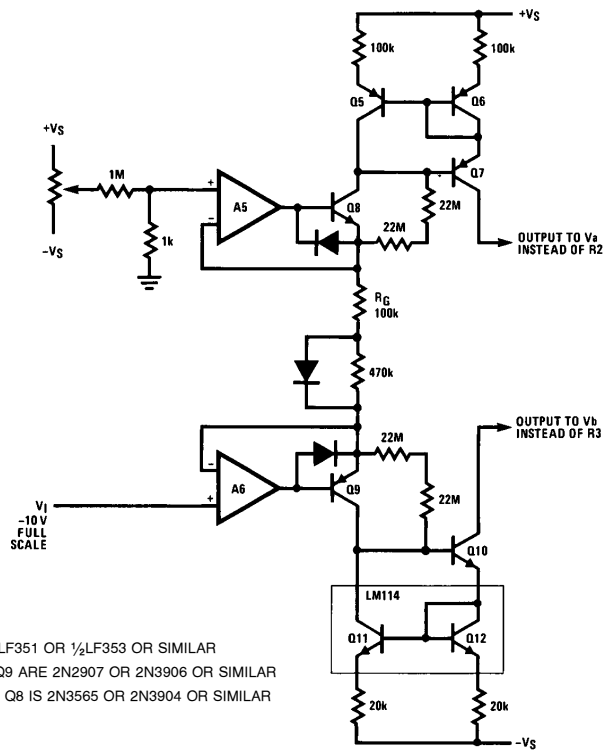 +VS
100k
100k
Q5
Q6
+VS
1M
Q7
A5
Q8
22M
-VS
1k
22M
OUTPUT TO Va
INSTEAD OF R2
RG
100k
470k
OUTPUT TO Vb
INSTEAD OF R3
22M
A6
Q9
22M
VI
-10V
FULL
SCALE
Q10
LM114
Q11
Q12
LF351 OR ½LF353 OR SIMILAR
Q9 ARE 2N2907 OR 2N3906 OR SIMILAR
Q8 IS 2N3565 OR 2N3904 OR SIMILAR
20k
20k
-VS